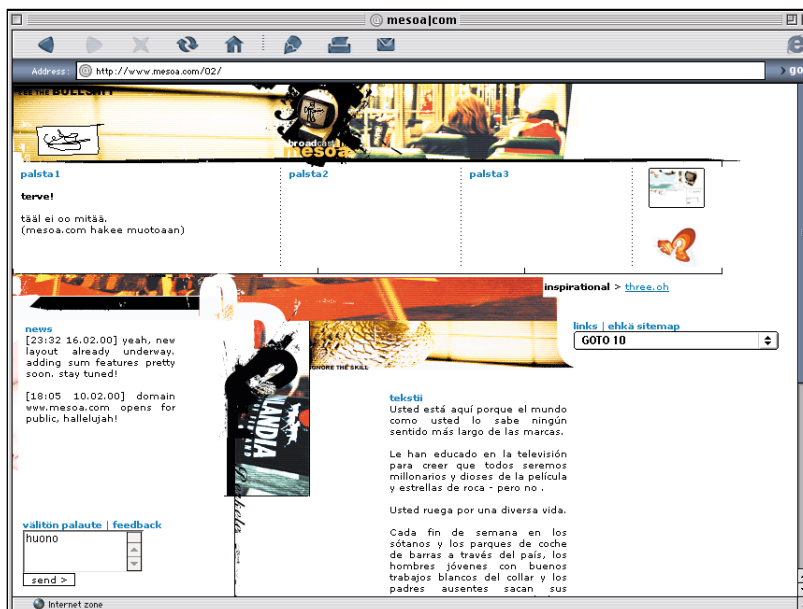 mesoa|com
Address: @ http://www.mesoa.com/02/
> go
THE BULLSHIT
broadcast
mesoa
palsta1
palsta2
palsta3
terve!
tääl ei oo mitää.
(mesoa.com hakee muotoaan)
inspirational > three.oh
links | ehkä sitemap
GOTO 10
news
[23:32 16.02.00] yeah, new
layout already underway.
adding sum features pretty
soon. stay tuned!
[18:05 10.02.00] domain
www.mesoa.com opens for
public, hallelujah!
IGNORE THE SKILL
LANDIA
tekstii
Usted está aquí porque el mundo
como usted lo sabe ningún
sentido más largo de las marcas.
Le han educado en la televisión
para creer que todos seremos
millonarios y dioses de la película
y estrellas de roca - pero no .
Usted ruega por una diversa vida.
Cada fin de semana en los
sótanos y los parques de coche
de barras a través del país, los
hombres jóvenes con buenos
trabajos blancos del collar y los
padres ausentes sacan sus
välitön palaute | feedback
huono
send >
Internet zone